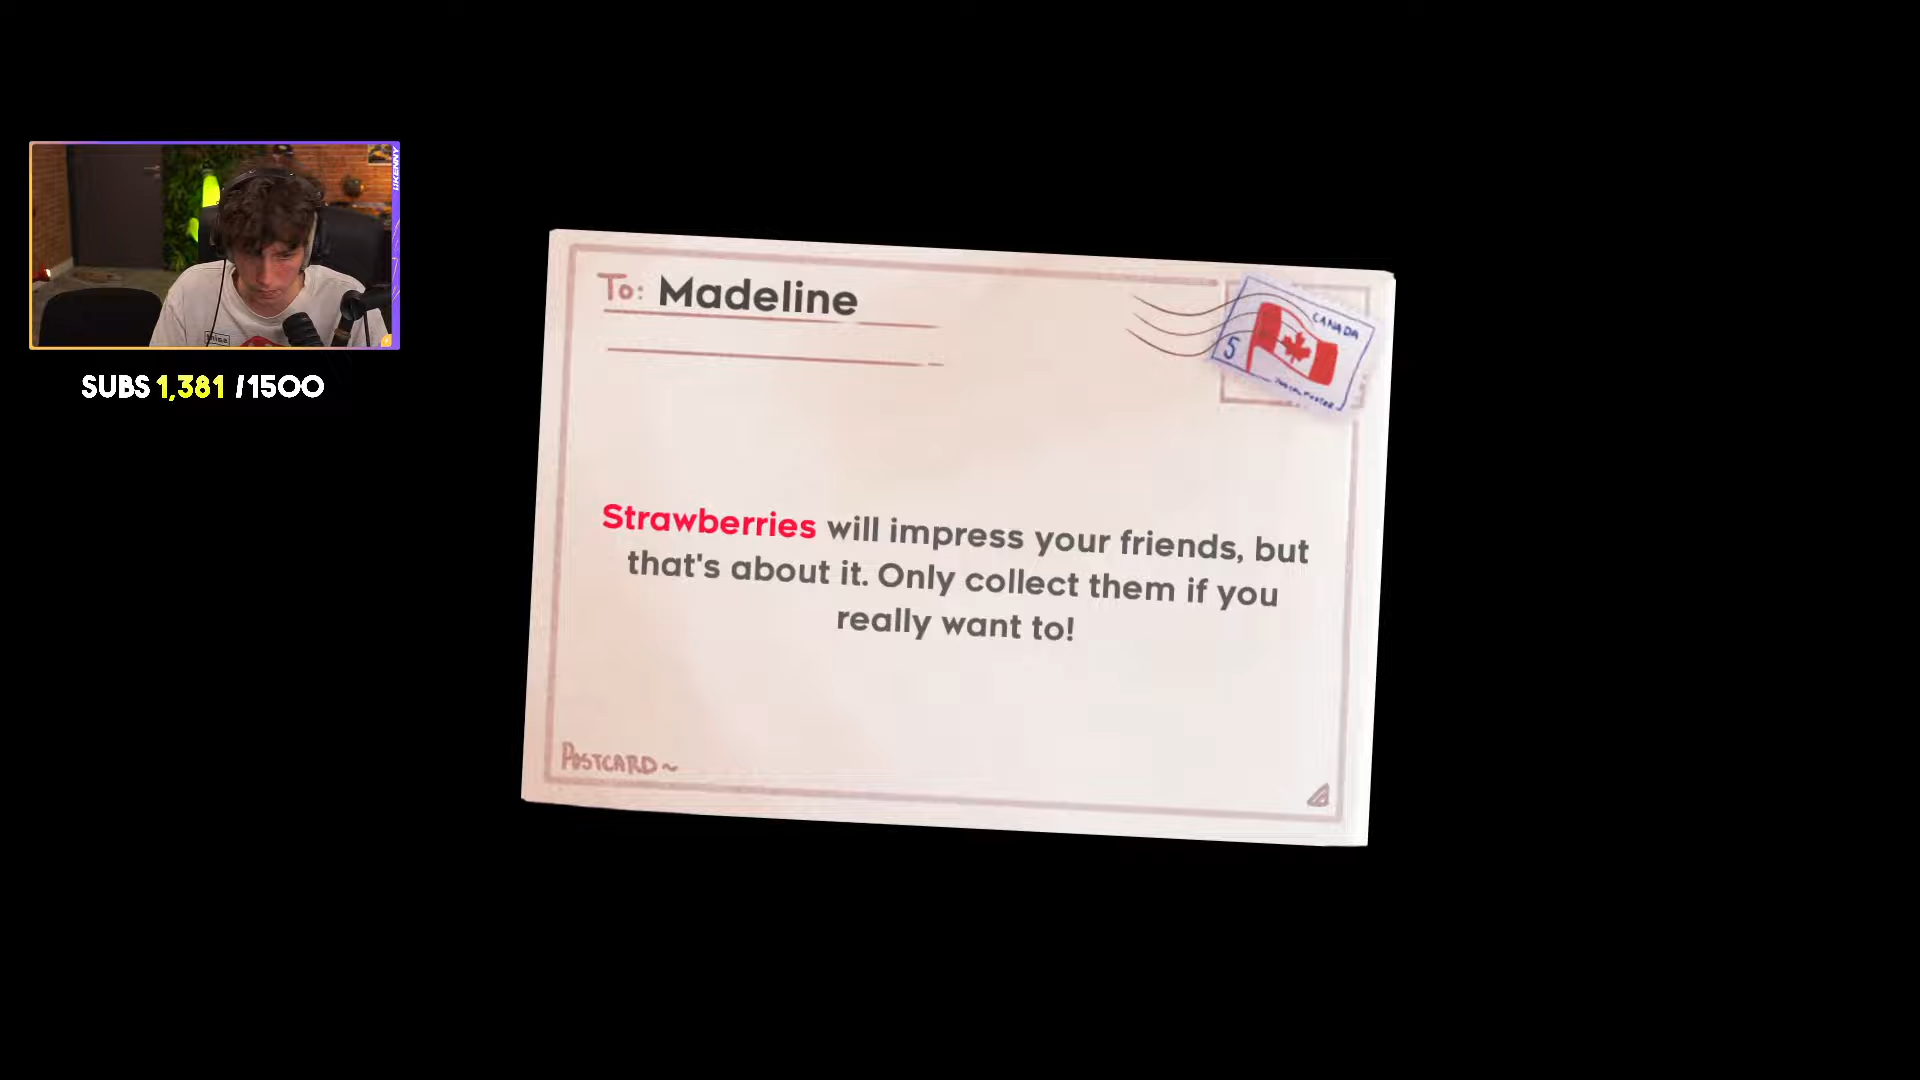 To: Madeline
CANADA
5
Strawberries will impress your friends, but
that's about it. Only collect them if you
really want to!
POSTCARD~
SUBS 1,381 /1500